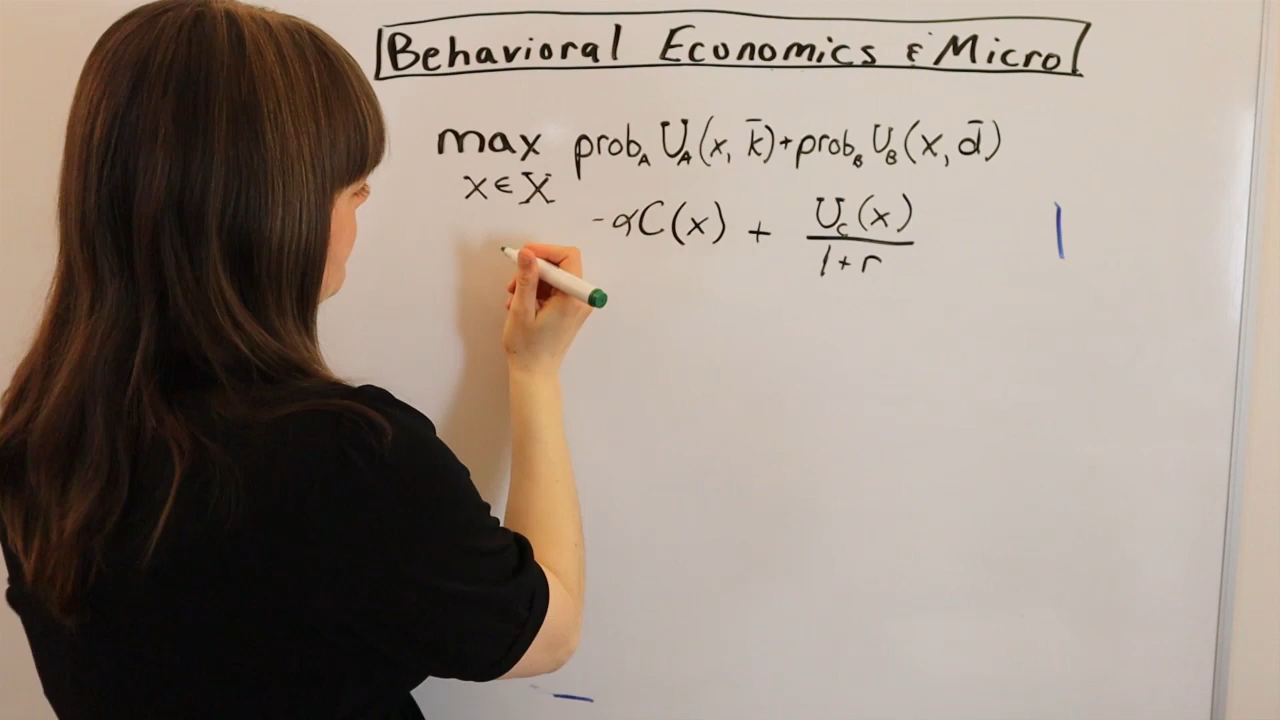 Behavioral Economics & Micro
max prob_A U_A(x, k̄) + prob_B U_B(x, d̄)
x ∈ X
- αC(x) + U_c(x)
1 + r